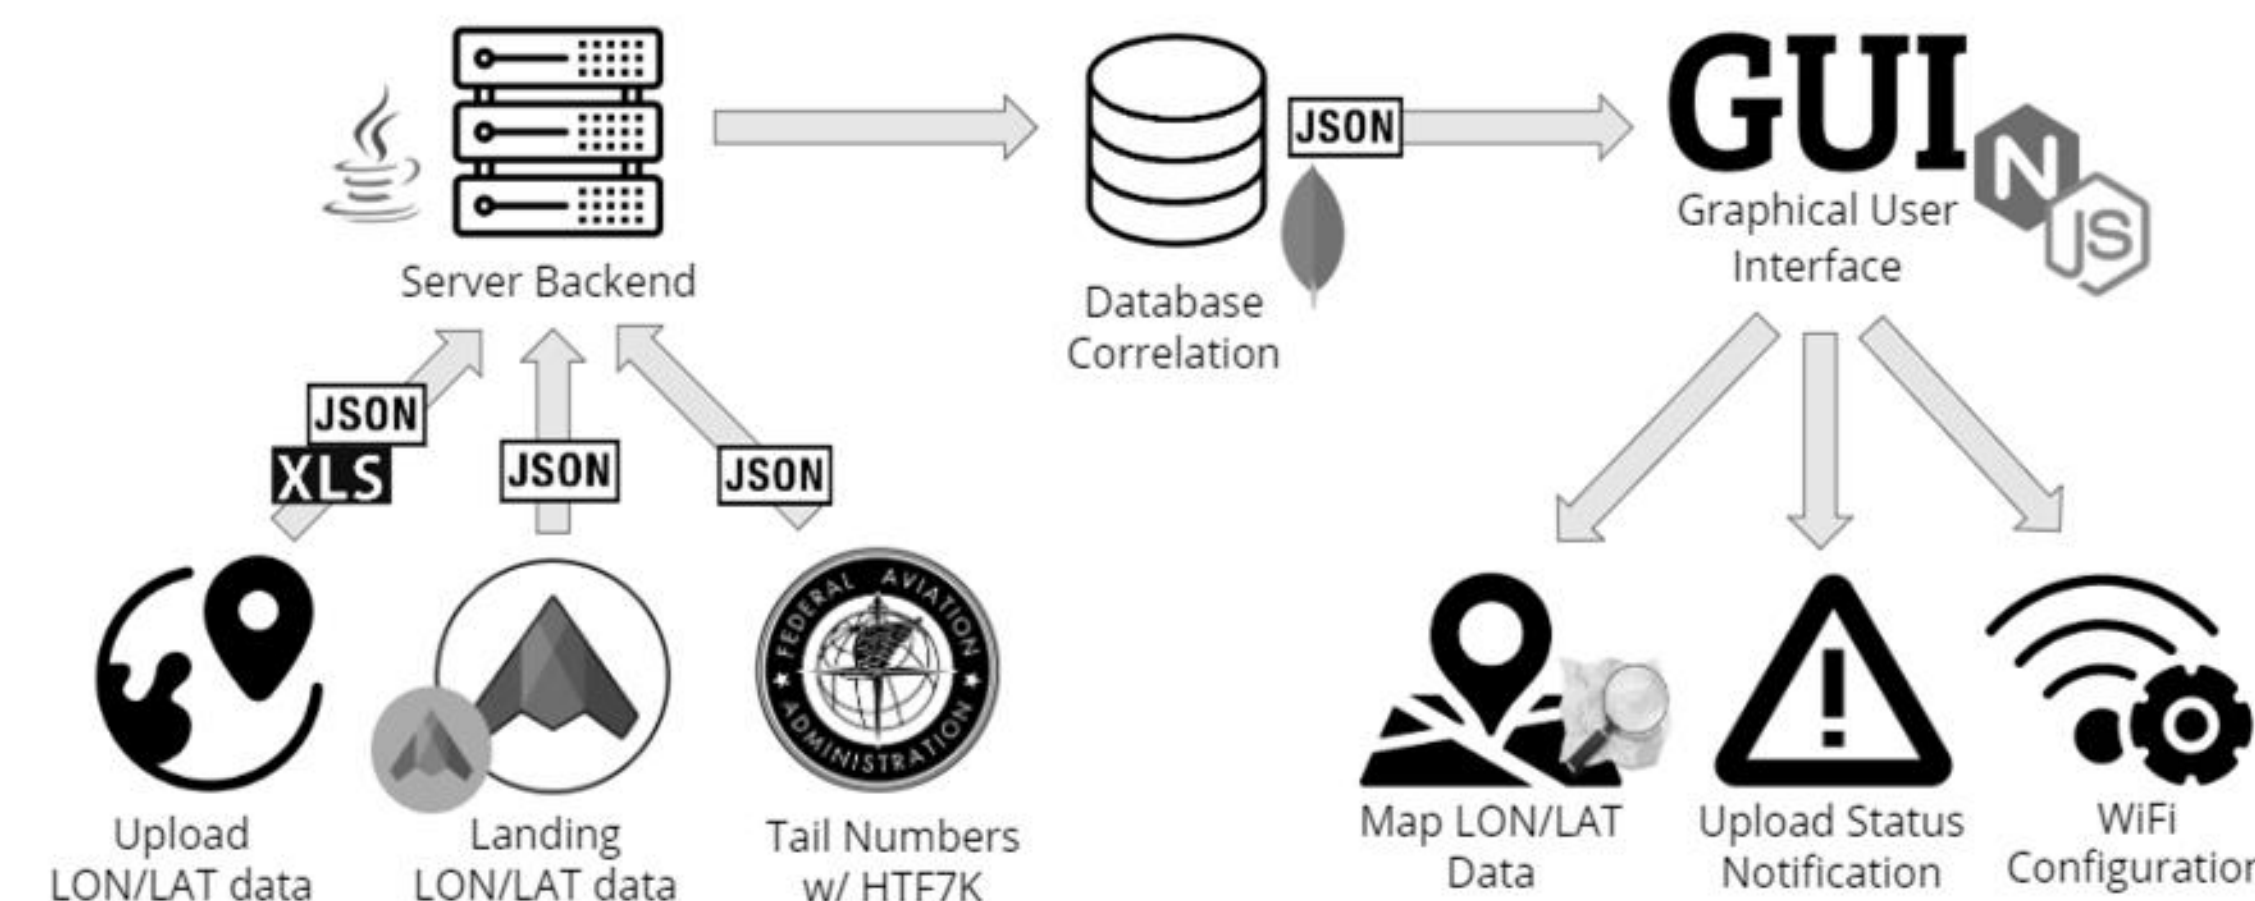 GUI
JSON
N
JS
Graphical User
Interface
Server Backend
Database
Correlation
JSON
XLS
JSON
JSON
FEDERAL AVIATION
ADMINISTRATION
Upload
LON/LAT data
Landing
LON/LAT data
Tail Numbers
w/ HTF7K
Map LON/LAT
Data
Upload Status
Notification
WiFi
Configuration